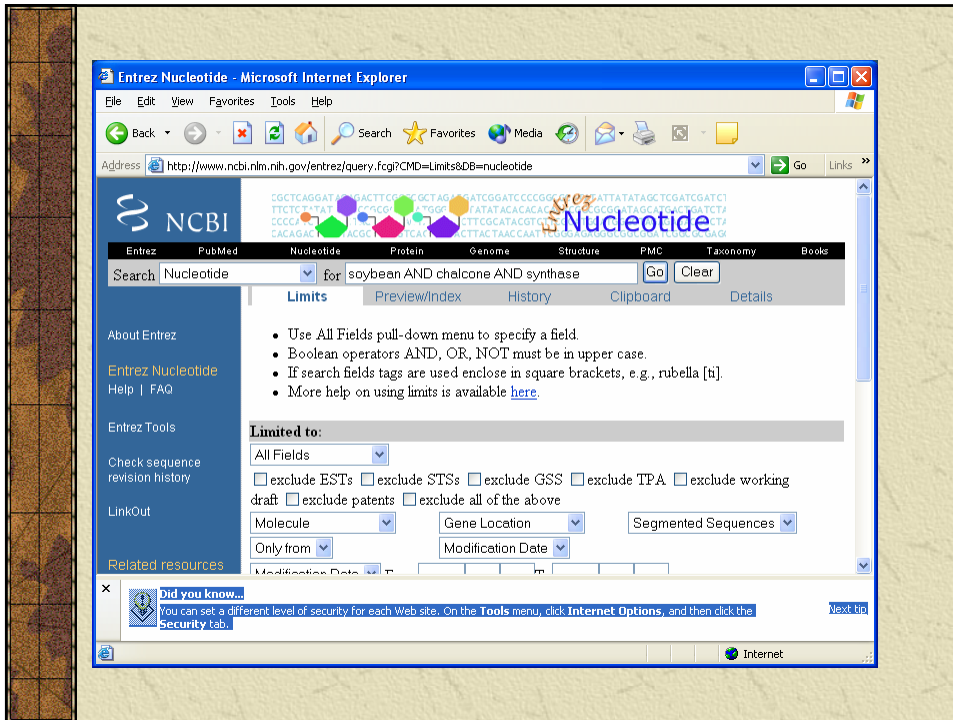 Entrez Nucleotide - Microsoft Internet Explorer
File Edit View Favorites Tools Help
Back Search Favorites Media
Address http://www.ncbi.nlm.nih.gov/entrez/query.fcgi?CMD=Limits&DB=nucleotide Go Links »
NCBI
Entrez Nucleotide
Entrez PubMed Nucleotide Protein Genome Structure PMC Taxonomy Books
Search Nucleotide for soybean AND chalcone AND synthase Go Clear
Limits Preview/Index History Clipboard Details
About Entrez
Entrez Nucleotide
Help | FAQ
Entrez Tools
Check sequence
revision history
LinkOut
Related resources
• Use All Fields pull-down menu to specify a field.
• Boolean operators AND, OR, NOT must be in upper case.
• If search fields tags are used enclose in square brackets, e.g., rubella [ti].
• More help on using limits is available here.
Limited to:
All Fields
exclude ESTs exclude STSs exclude GSS exclude TPA exclude working
draft exclude patents exclude all of the above
Molecule Gene Location Segmented Sequences
Only from Modification Date
Modification Date
Did you know...
You can set a different level of security for each Web site. On the Tools menu, click Internet Options, and then click the
Security tab.
Next tip
Internet